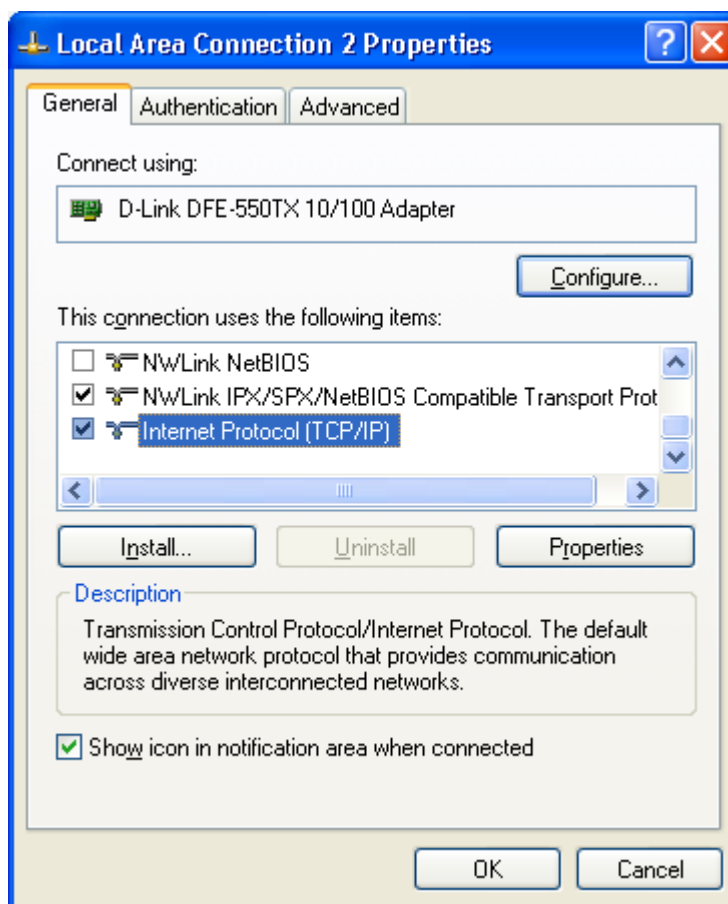 Local Area Connection 2 Properties
General Authentication Advanced
Connect using:
D-Link DFE-550TX 10/100 Adapter
Configure...
This connection uses the following items:
NWLink NetBIOS
NWLink IPX/SPX/NetBIOS Compatible Transport Prot
Internet Protocol (TCP/IP)
Install... Uninstall Properties
Description
Transmission Control Protocol/Internet Protocol. The default
wide area network protocol that provides communication
across diverse interconnected networks.
Show icon in notification area when connected
OK Cancel